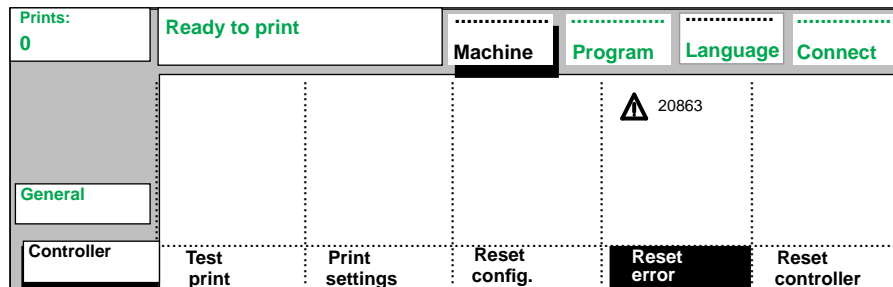 Prints:
0
Ready to print
Machine
Program
Language
Connect
20863
General
Controller
Test
print
Print
settings
Reset
config.
Reset
error
Reset
controller